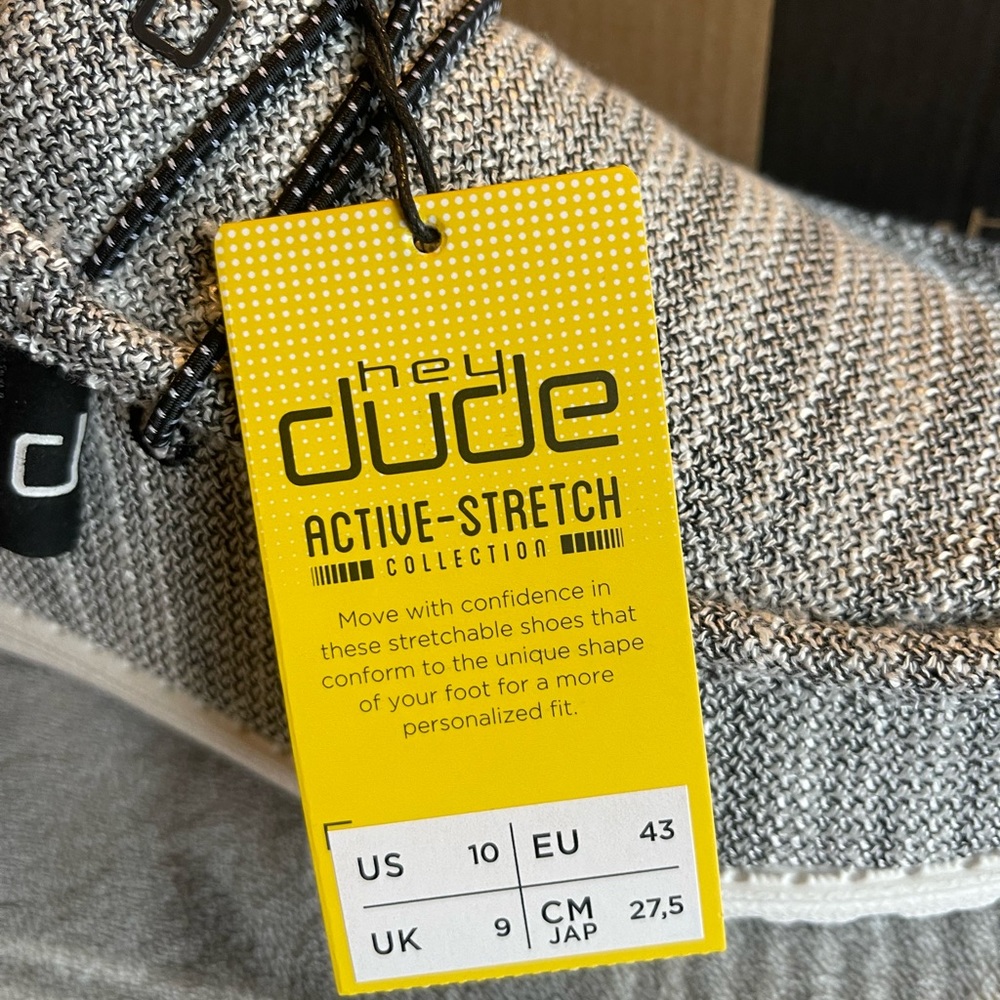 hey
dude
ACTIVE-STRETCH
COLLECTION
Move with confidence in
these stretchable shoes that
conform to the unique shape
of your foot for a more
personalized fit.
US 10 EU 43
UK 9 CM JAP 27,5
d